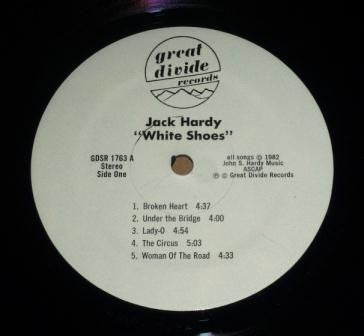 great
divide
records
Jack Hardy
"White Shoes"
GDSR 1763 A
Stereo
Side One
all songs © 1982
John S. Hardy Music
ASCAP
℗ © Great Divide Records
1. Broken Heart 4:37
2. Under the Bridge 4:00
3. Lady-O 4:54
4. The Circus 5:03
5. Woman Of The Road 4:33